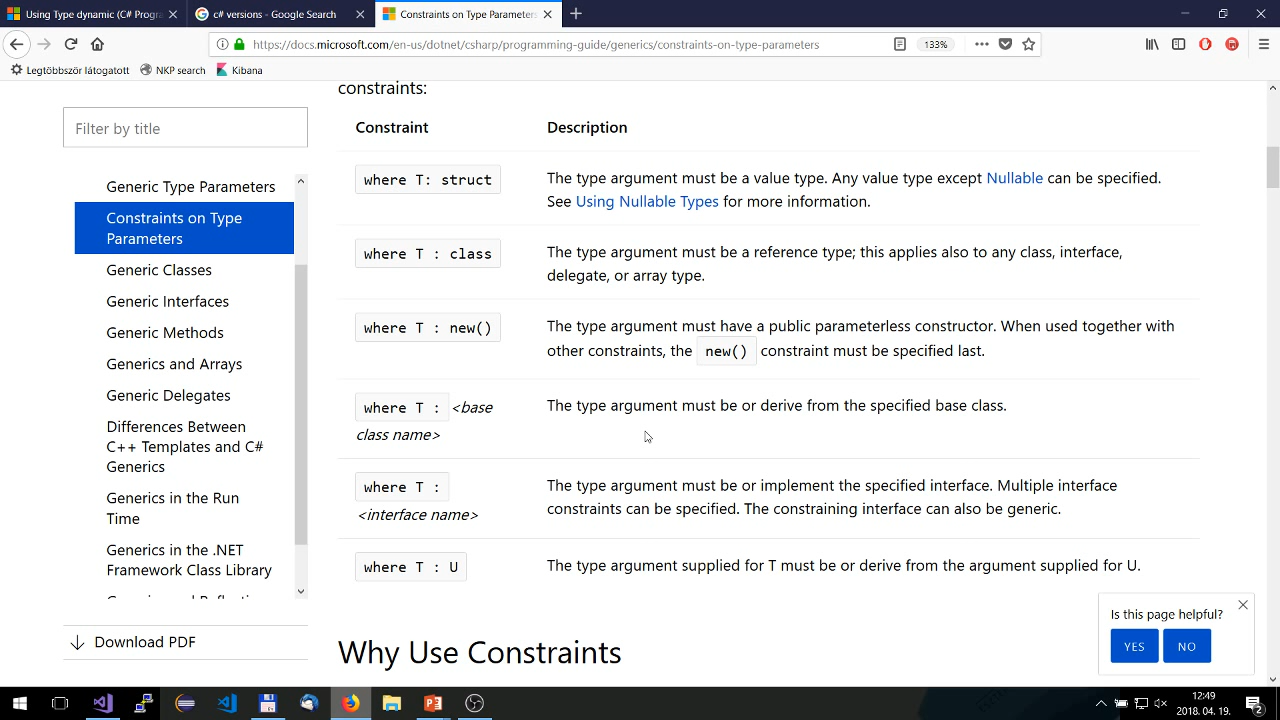 Using Type dynamic (C# Progra
c# versions - Google Search
Constraints on Type Parameters
https://docs.microsoft.com/en-us/dotnet/csharp/programming-guide/generics/constraints-on-type-parameters
133%
Legtöbbször látogatott
NKP search
Kibana
Filter by title
Generic Type Parameters
Constraints on Type
Parameters
Generic Classes
Generic Interfaces
Generic Methods
Generics and Arrays
Generic Delegates
Differences Between
C++ Templates and C#
Generics
Generics in the Run
Time
Generics in the .NET
Framework Class Library
Download PDF
constraints:
Constraint Description
where T: struct
The type argument must be a value type. Any value type except Nullable can be specified.
See Using Nullable Types for more information.
where T : class
The type argument must be a reference type; this applies also to any class, interface,
delegate, or array type.
where T : new()
The type argument must have a public parameterless constructor. When used together with
other constraints, the new() constraint must be specified last.
where T : <base
class name>
The type argument must be or derive from the specified base class.
where T :
<interface name>
The type argument must be or implement the specified interface. Multiple interface
constraints can be specified. The constraining interface can also be generic.
where T : U
The type argument supplied for T must be or derive from the argument supplied for U.
Why Use Constraints
Is this page helpful?
YES
NO
12:49
2018. 04. 19.
2